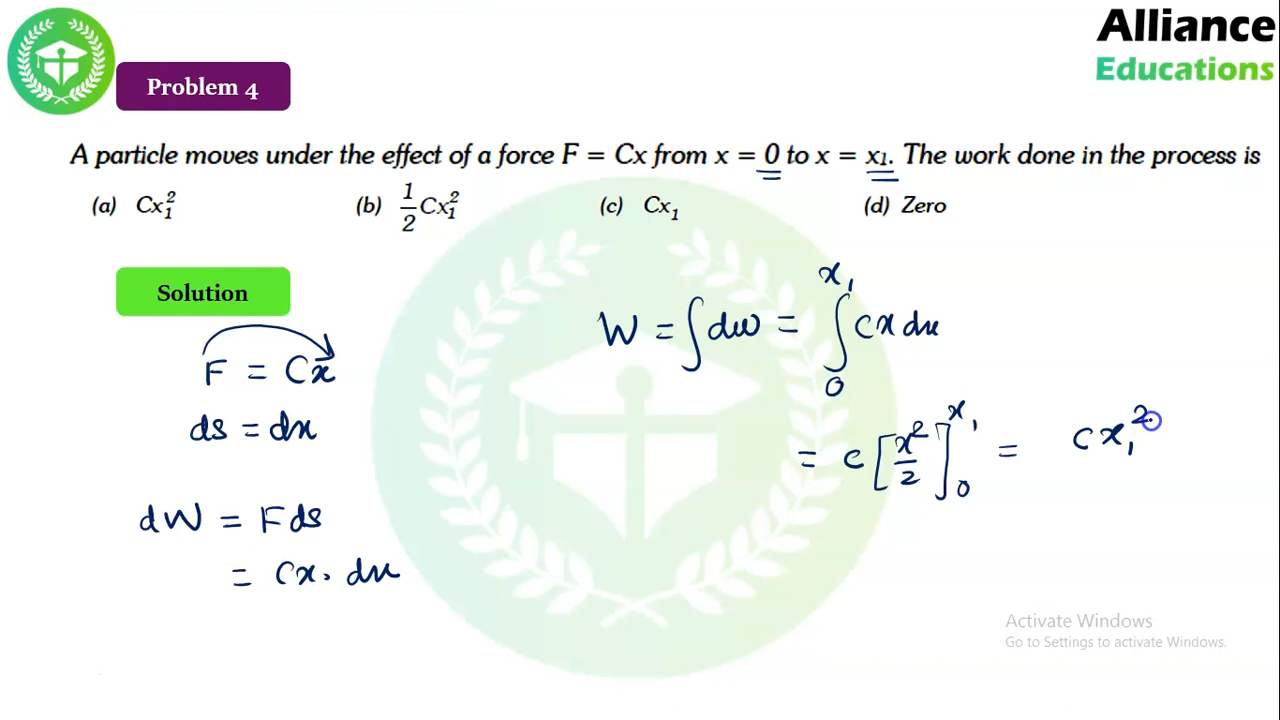 Alliance
Educations
Problem 4
A particle moves under the effect of a force F = Cx from x = 0 to x = x₁. The work done in the process is
(a) Cx₁² (b) 1/2 Cx₁² (c) Cx₁ (d) Zero
Solution
F = Cx
ds = dx
dW = Fds
= Cx. dx
W = ∫dw = ∫₀^x₁ Cx dx
= c[x²/2]₀^x₁ = cx₁²
Activate Windows
Go to Settings to activate Windows.